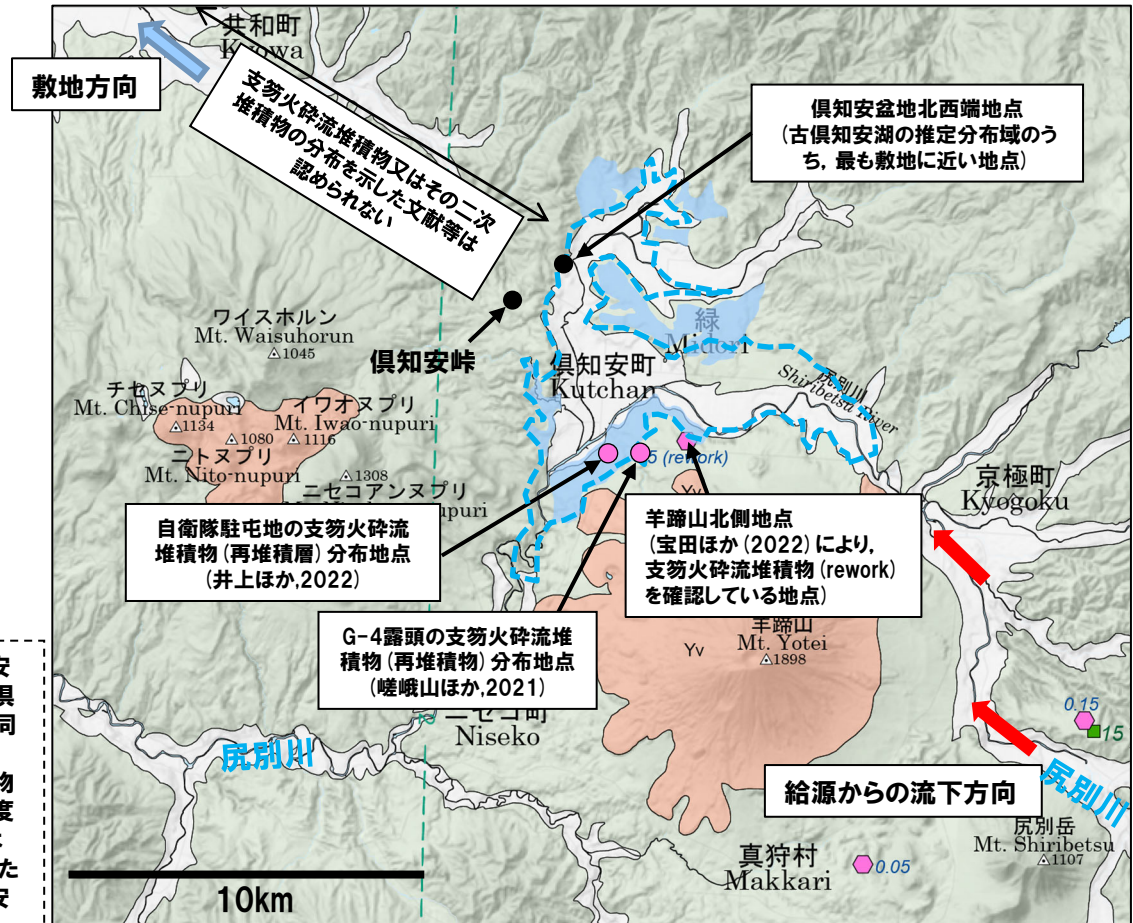 共和町
Kyowa
敷地方向
支笏火砕流堆積物又はその二次
堆積物の分布を示した文献等は
認められない
倶知安盆地北西端地点
(古倶知安湖の推定分布域のう
ち，最も敷地に近い地点)
ワイスホルン
Mt. Waisuhorun
1045
倶知安峠
緑
Midori
倶知安町
Kutchan
尻別川
Shiribetsu River
チセヌプリ
Mt. Chise-nupuri
1134
イワオヌプリ
Mt. Iwao-nupuri
1080
1116
ニトヌプリ
Mt. Nito-nupuri
1308
ニセコアンヌプリ
upuri
5 (rework)
Yv
京極町
Kyogoku
自衛隊駐屯地の支笏火砕流
堆積物(再堆積層)分布地点
(井上ほか,2022)
羊蹄山北側地点
(宝田ほか(2022)により，
支笏火砕流堆積物(rework)
を確認している地点)
G-4露頭の支笏火砕流堆
積物(再堆積物)分布地点
(嵯峨山ほか,2021)
羊蹄山
Mt. Yotei
1898
Yv
ニセコ町
Niseko
尻別川
0.15
15
給源からの流下方向
尻別川
尻別岳
Mt. Shiribetsu
1107
真狩村
Makkari
0.05
10km
安
倶
同
物
度
た
安